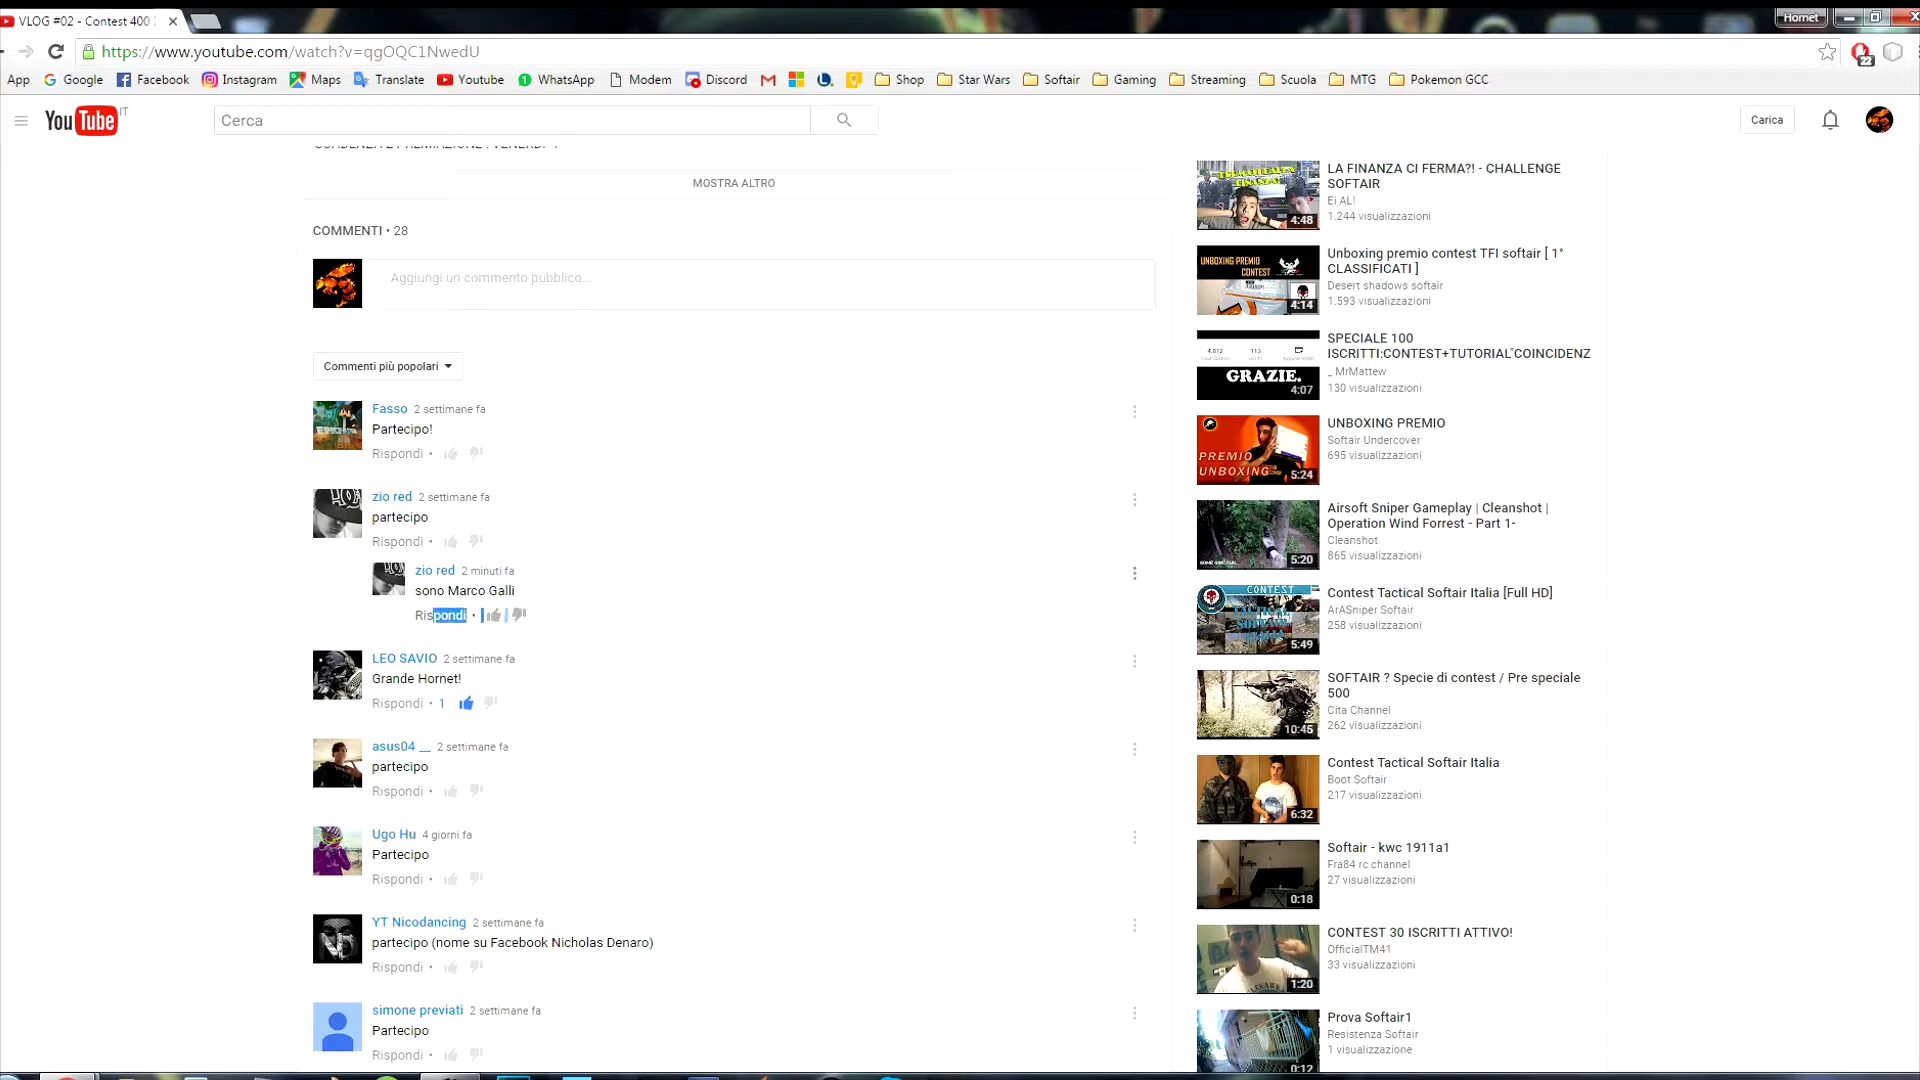 VLOG #02 - Contest 400
Hornet
https://www.youtube.com/watch?v=qgOQC1NwedU
22
App Google Facebook Instagram Maps Translate Youtube WhatsApp Modem Discord Shop Star Wars Softair Gaming Streaming Scuola MTG Pokemon GCC
YouTube IT
Cerca
Carica
MOSTRA ALTRO
COMMENTI • 28
Aggiungi un commento pubblico...
Commenti più popolari
Fasso 2 settimane fa
Partecipo!
Rispondi •
zio red 2 settimane fa
partecipo
Rispondi •
zio red 2 minuti fa
sono Marco Galli
Rispondi •
LEO SAVIO 2 settimane fa
Grande Hornet!
Rispondi • 1
asus04 __ 2 settimane fa
partecipo
Rispondi •
Ugo Hu 4 giorni fa
Partecipo
Rispondi •
YT Nicodancing 2 settimane fa
partecipo (nome su Facebook Nicholas Denaro)
Rispondi •
simone previati 2 settimane fa
Partecipo
Rispondi •
4:48
LA FINANZA CI FERMA?! - CHALLENGE
SOFTAIR
Ei AL!
1.244 visualizzazioni
UNBOXING PREMIO
CONTEST
4:14
Unboxing premio contest TFI softair [ 1°
CLASSIFICATI ]
Desert shadows softair
1.593 visualizzazioni
GRAZIE.
4:07
SPECIALE 100
ISCRITTI:CONTEST+TUTORIAL"COINCIDENZ
_ MrMattew
130 visualizzazioni
PREMIO
UNBOXING
5:24
UNBOXING PREMIO
Softair Undercover
695 visualizzazioni
5:20
Airsoft Sniper Gameplay | Cleanshot |
Operation Wind Forrest - Part 1-
Cleanshot
865 visualizzazioni
CONTEST
TACTICAL
SOFTAIR
ITALIA
5:49
Contest Tactical Softair Italia [Full HD]
ArASniper Softair
258 visualizzazioni
10:45
SOFTAIR ? Specie di contest / Pre speciale
500
Cita Channel
262 visualizzazioni
6:32
Contest Tactical Softair Italia
Boot Softair
217 visualizzazioni
0:18
Softair - kwc 1911a1
Fra84 rc channel
27 visualizzazioni
1:20
CONTEST 30 ISCRITTI ATTIVO!
OfficialTM41
33 visualizzazioni
0:12
Prova Softair1
Resistenza Softair
1 visualizzazione